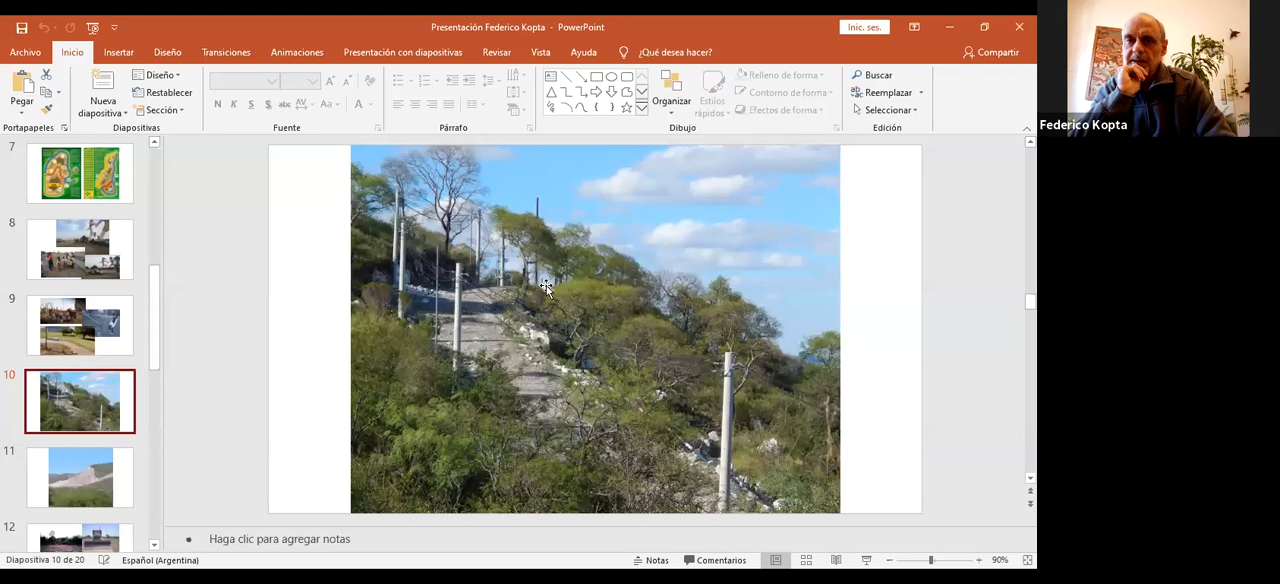 Presentación Federico Kopta - PowerPoint
Inic. ses.
Archivo Inicio Insertar Diseño Transiciones Animaciones Presentación con diapositivas Revisar Vista Ayuda ¿Qué desea hacer? Compartir
Pegar
Nueva diapositiva
Diseño
Restablecer
Sección
N K S S abc AV Aa A
Organizar
Estilos rápidos
Relleno de forma
Contorno de forma
Efectos de forma
Buscar
Reemplazar
Seleccionar
Portapapeles Diapositivas Fuente Párrafo Dibujo Edición
Federico Kopta
7
8
9
10
11
12
Haga clic para agregar notas
Diapositiva 10 de 20 Español (Argentina) Notas Comentarios 90%